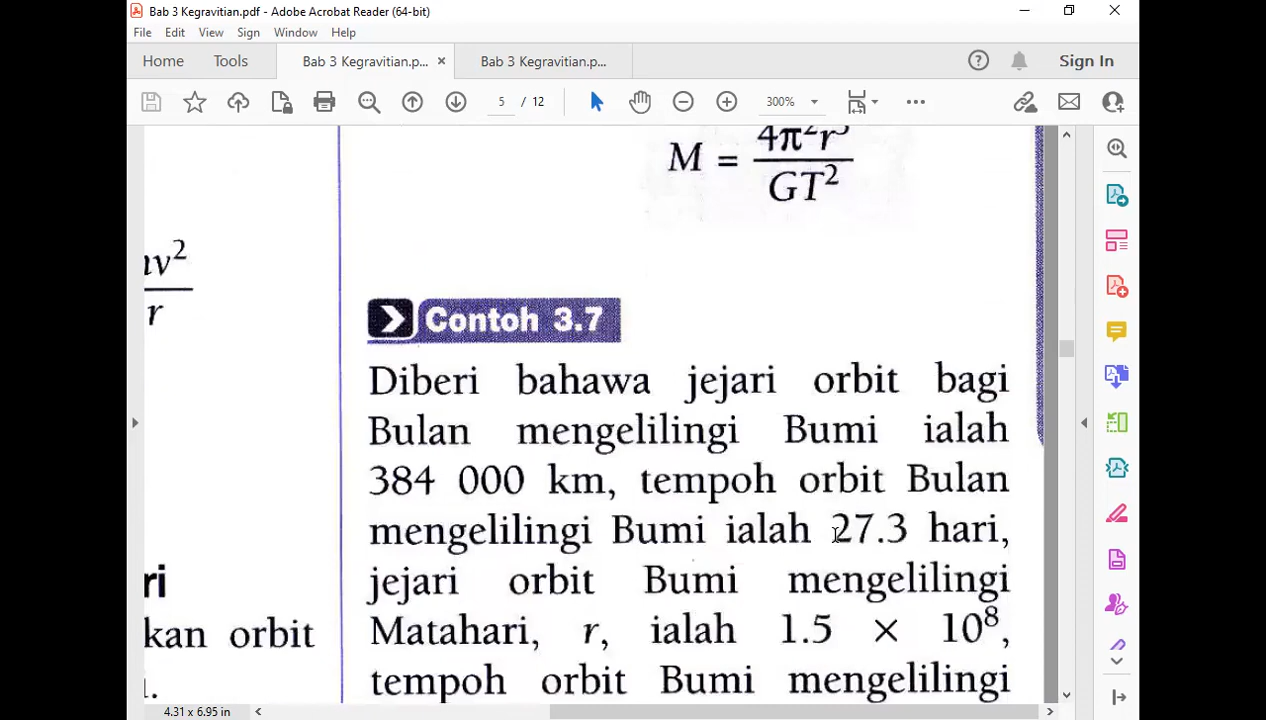 Bab 3 Kegravitian.pdf - Adobe Acrobat Reader (64-bit)
File Edit View Sign Window Help
Home Tools Bab 3 Kegravitian.p... × Bab 3 Kegravitian.p... Sign In
5 / 12 300%
M = 4π²r³ / GT²
v²
r
Contoh 3.7
Diberi bahawa jejari orbit bagi
Bulan mengelilingi Bumi ialah
384 000 km, tempoh orbit Bulan
mengelilingi Bumi ialah 27.3 hari,
jejari orbit Bumi mengelilingi
Matahari, r, ialah 1.5 × 10⁸,
tempoh orbit Bumi mengelilingi
ri
kan orbit
i.
4.31 x 6.95 in